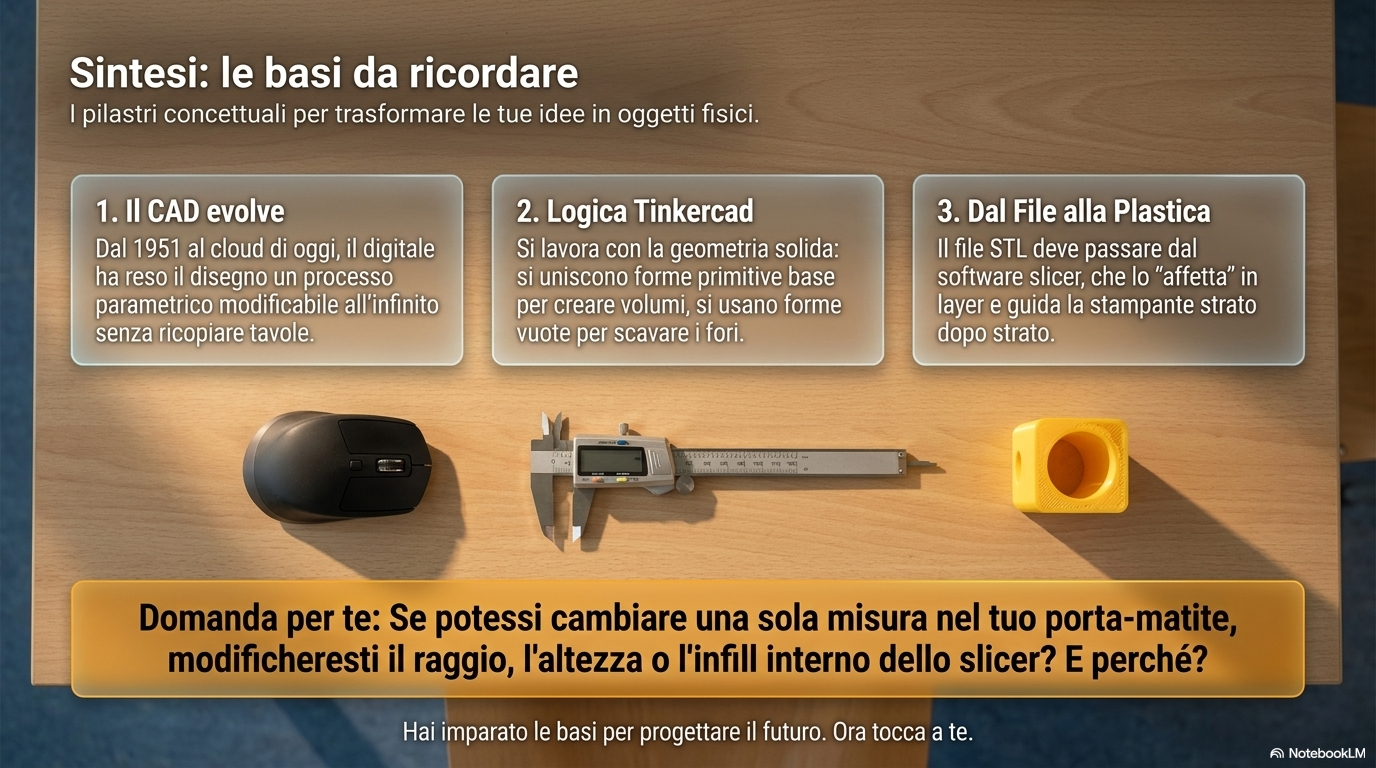 Sintesi: le basi da ricordare
I pilastri concettuali per trasformare le tue idee in oggetti fisici.
1. Il CAD evolve
Dal 1951 al cloud di oggi, il digitale
ha reso il disegno un processo
parametrico modificabile all'infinito
senza ricopiare tavole.
2. Logica Tinkercad
Si lavora con la geometria solida:
si uniscono forme primitive base
per creare volumi, si usano forme
vuote per scavare i fori.
3. Dal File alla Plastica
Il file STL deve passare dal
software slicer, che lo “affetta” in
layer e guida la stampante strato
dopo strato.
Domanda per te: Se potessi cambiare una sola misura nel tuo porta-matite,
modificheresti il raggio, l'altezza o l'infill interno dello slicer? E perché?
Hai imparato le basi per progettare il futuro. Ora tocca a te.
NotebookLM